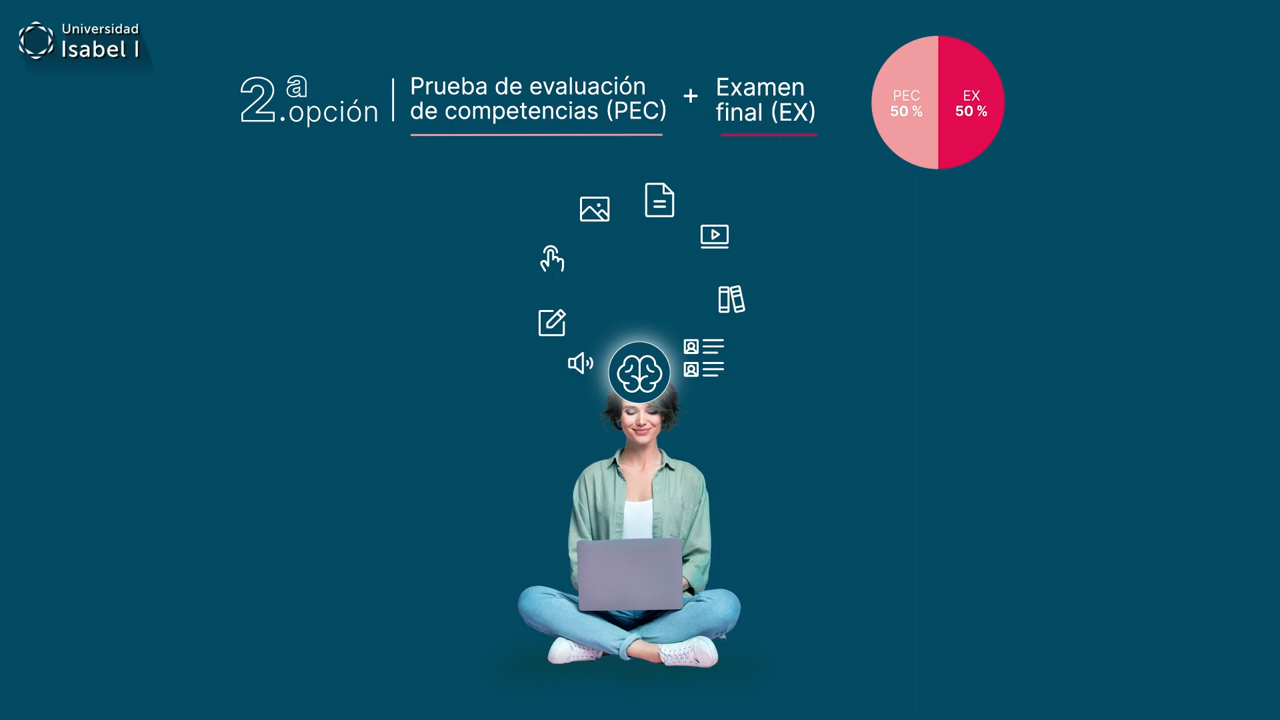 Universidad
Isabel I
2.ª opción
Prueba de evaluación
de competencias (PEC)
+
Examen
final (EX)
PEC
50 %
EX
50 %